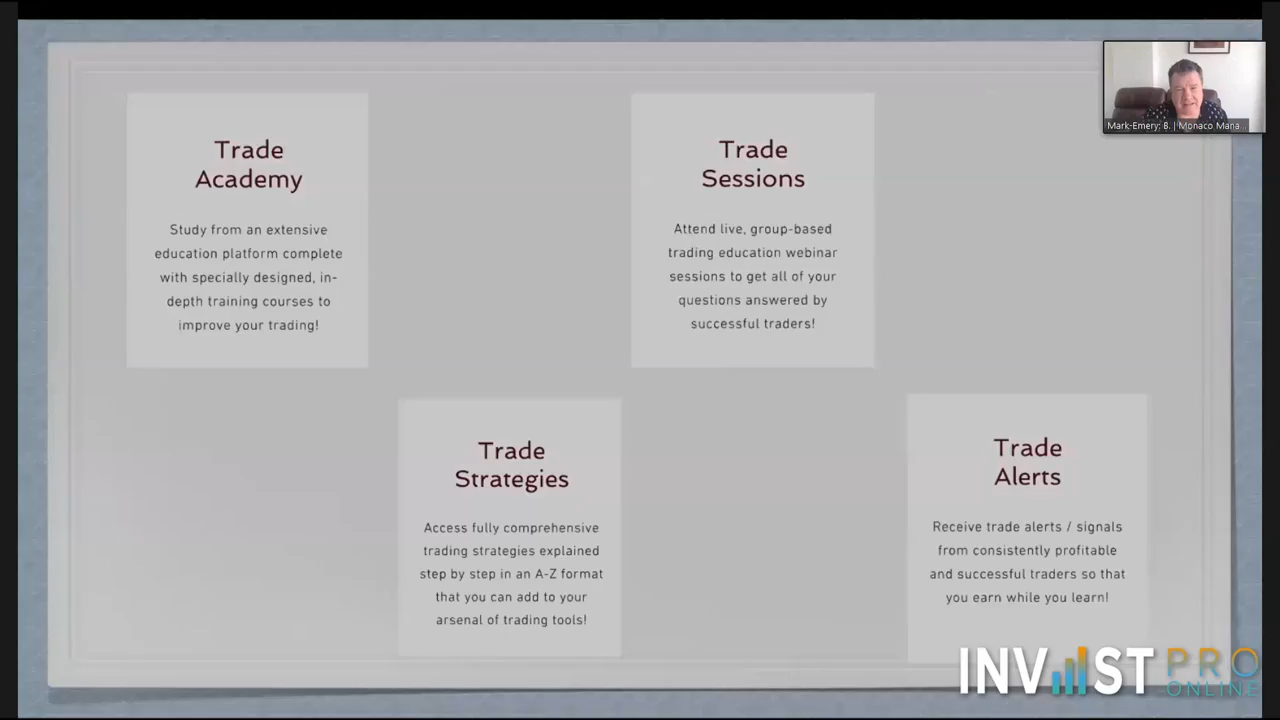 Trade
Academy
Study from an extensive
education platform complete
with specially designed, in-
depth training courses to
improve your trading!
Trade
Sessions
Attend live, group-based
trading education webinar
sessions to get all of your
questions answered by
successful traders!
Mark-Emery: B. | Monaco Mana...
Trade
Strategies
Access fully comprehensive
trading strategies explained
step by step in an A-Z format
that you can add to your
arsenal of trading tools!
Trade
Alerts
Receive trade alerts / signals
from consistently profitable
and successful traders so that
you earn while you learn!
INVEST PRO
ONLINE